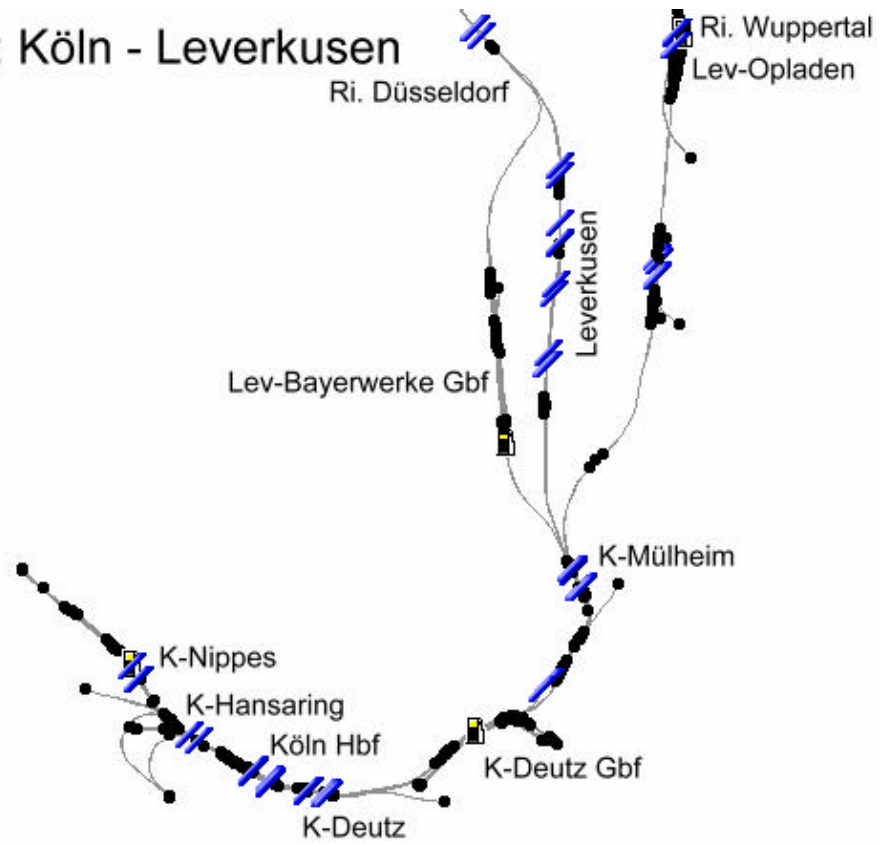 : Köln - Leverkusen
Ri. Wuppertal
Lev-Opladen
Ri. Düsseldorf
Leverkusen
Lev-Bayerwerke Gbf
K-Mülheim
K-Nippes
K-Hansaring
Köln Hbf
K-Deutz Gbf
K-Deutz